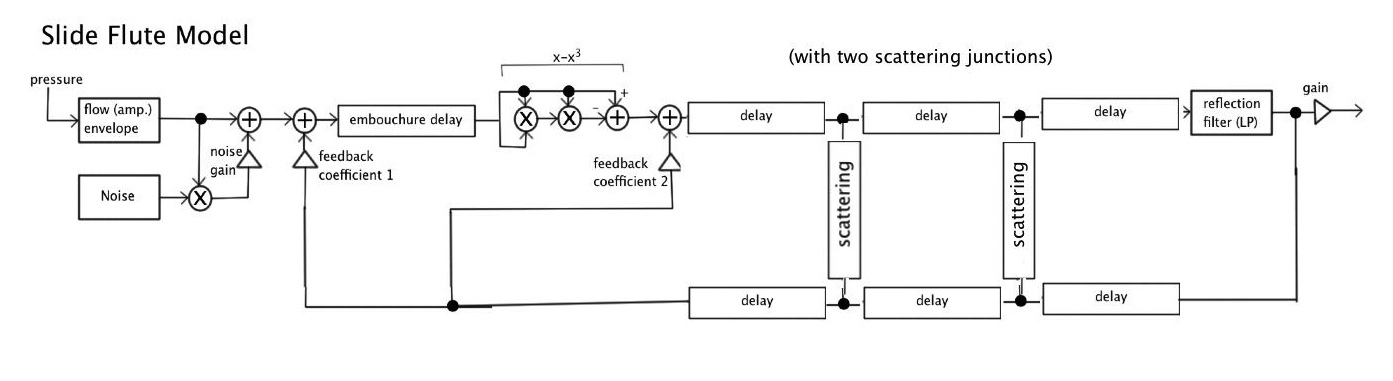 Slide Flute Model
x-x³
(with two scattering junctions)
pressure
gain
flow (amp.)
envelope
+
+
embouchure delay
X
X
-
+
+
+
delay
delay
delay
reflection
filter (LP)
noise
gain
feedback
coefficient 1
feedback
coefficient 2
scattering
scattering
Noise
X
delay
delay
delay